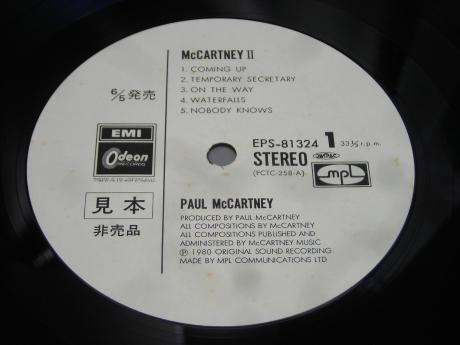 McCARTNEY II
1. COMING UP
2. TEMPORARY SECRETARY
3. ON THE WAY
4. WATERFALLS
5. NOBODY KNOWS
6/5発売
EMI
Odeon
EPS-81324 1 33⅓ r.p.m.
STEREO
(PCTC-258-A)
mpl
見本
非売品
PAUL McCARTNEY
PRODUCED BY PAUL McCARTNEY
ALL COMPOSITIONS BY McCARTNEY
ALL COMPOSITIONS PUBLISHED AND
ADMINISTERED BY McCARTNEY MUSIC
Ⓟ 1980 ORIGINAL SOUND RECORDING
MADE BY MPL COMMUNICATIONS LTD